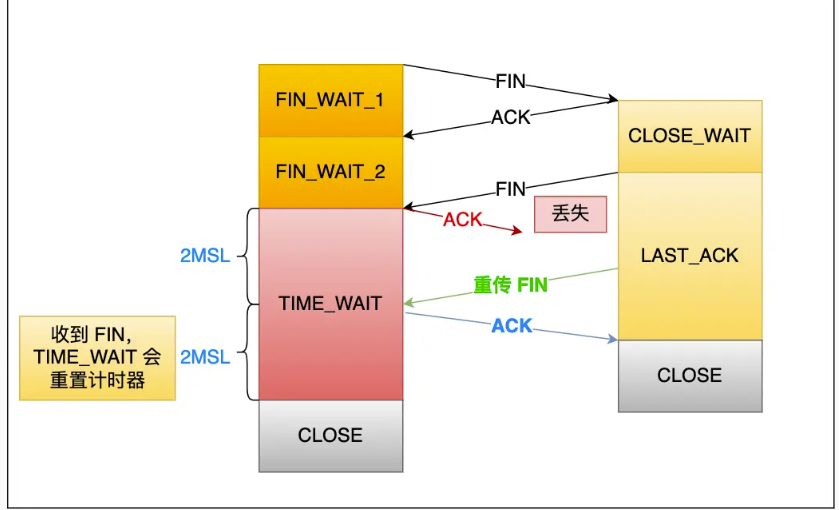 FIN
FIN_WAIT_1
ACK
CLOSE_WAIT
FIN_WAIT_2
FIN
丢失
ACK
2MSL
LAST_ACK
重传 FIN
TIME_WAIT
ACK
收到 FIN,
TIME_WAIT 会
重置计时器
2MSL
CLOSE
CLOSE